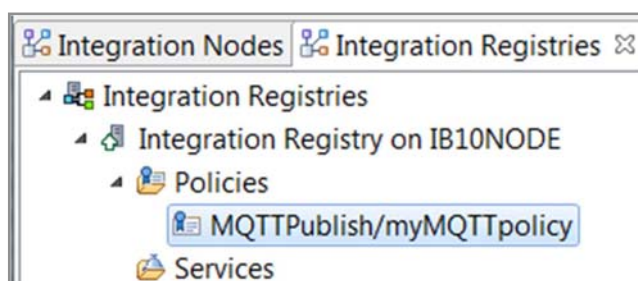 Integration Nodes Integration Registries
Integration Registries
Integration Registry on IB10NODE
Policies
MQTTPublish/myMQTTpolicy
Services